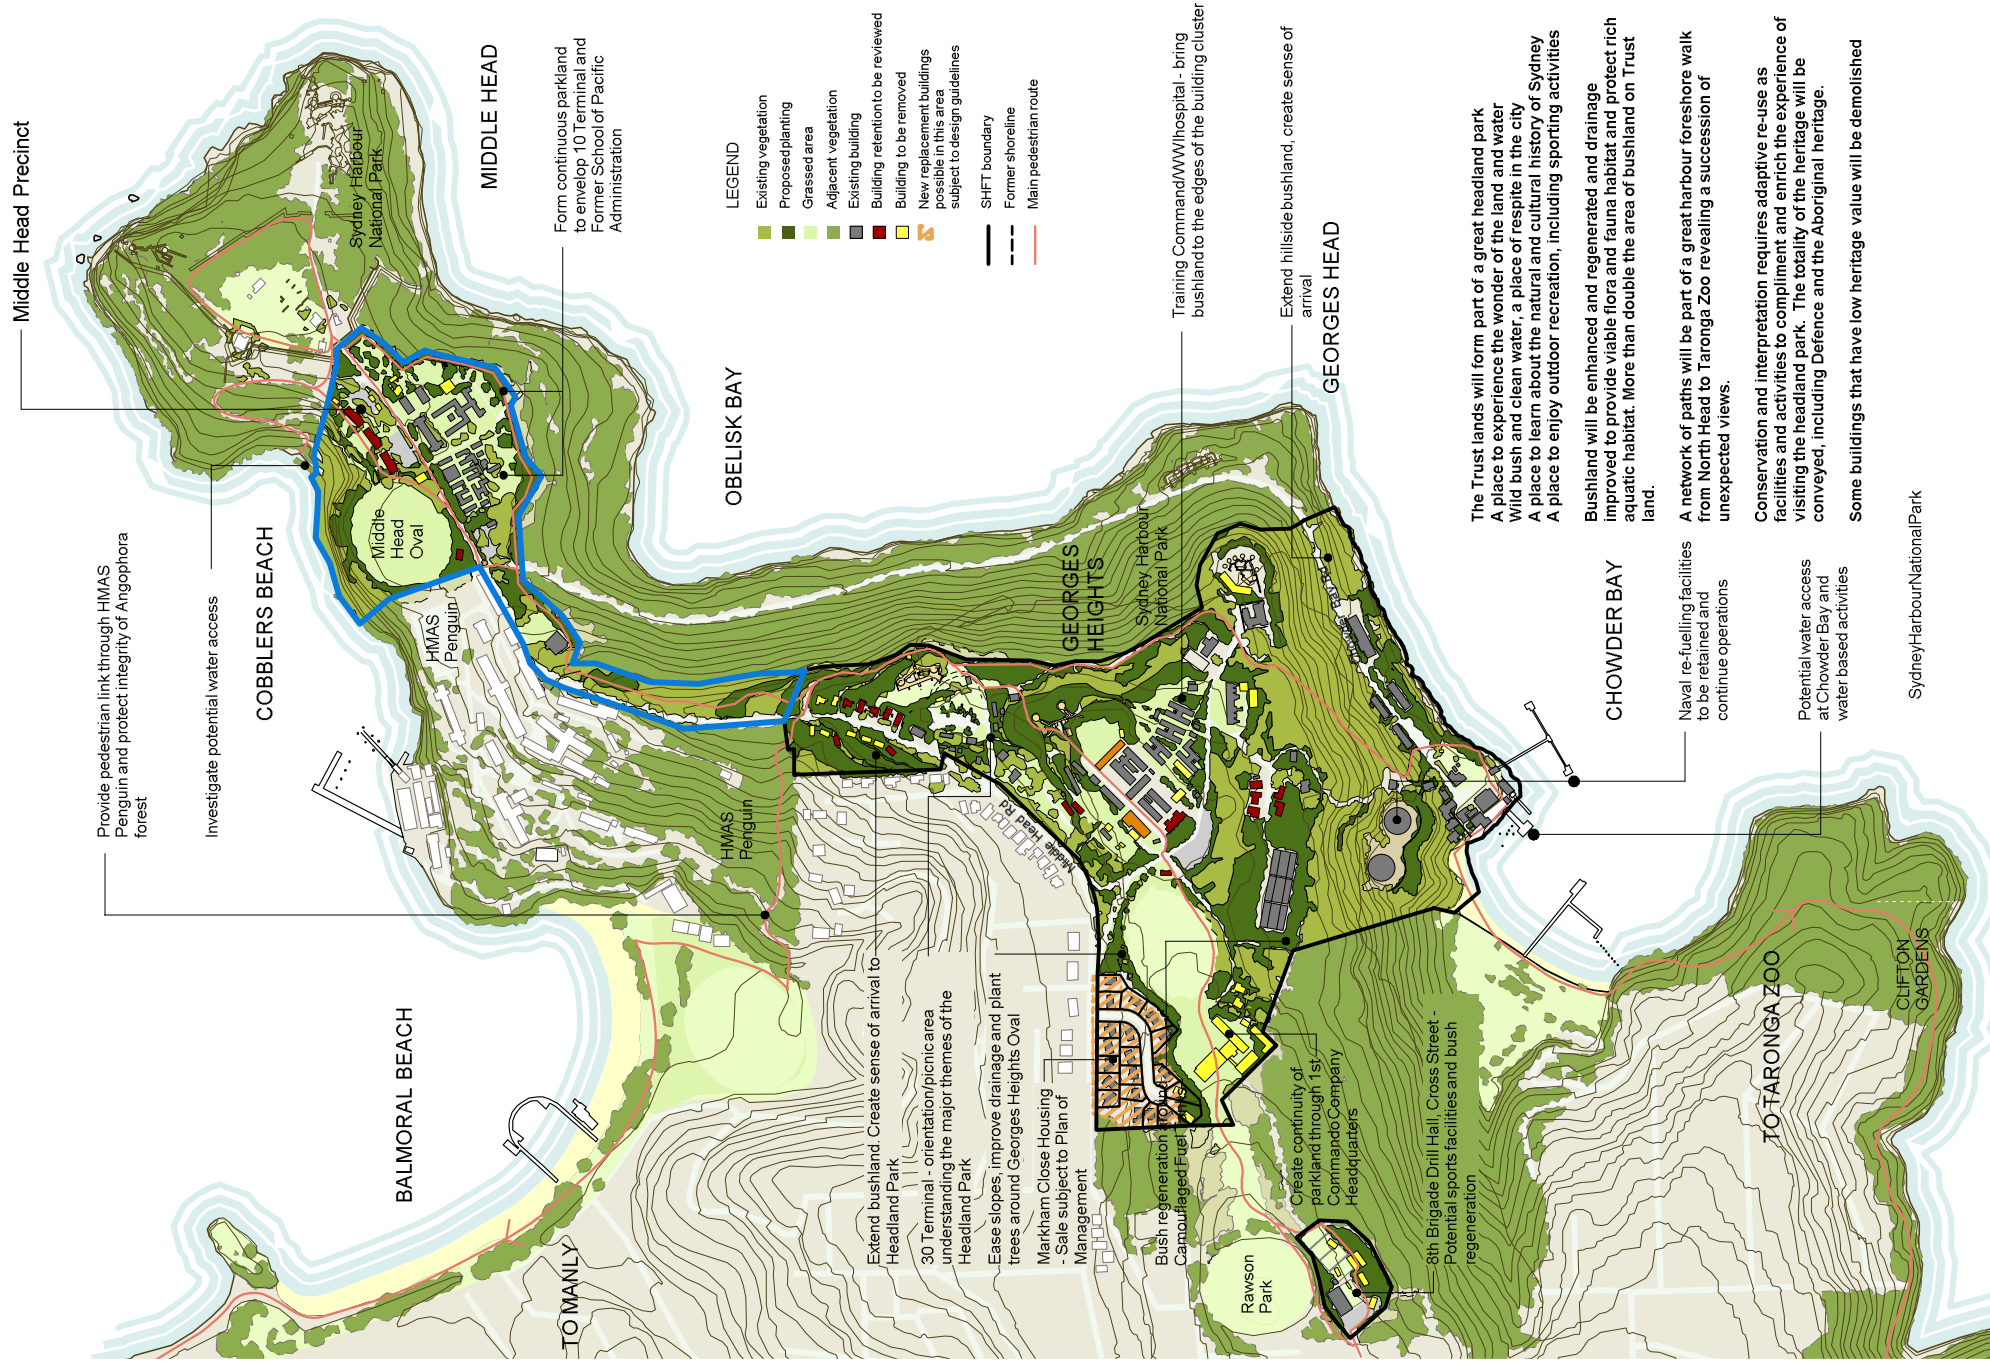 Middle Head Precinct
MIDDLE HEAD
Sydney Harbour
National Park
Form continuous parkland
to envelop 10 Terminal and
Former School of Pacific
Administration
LEGEND
Existing vegetation
Proposed planting
Grassed area
Adjacent vegetation
Existing building
Building retention to be reviewed
Building to be removed
New replacement buildings
possible in this area
subject to design guidelines
SHFT boundary
Former shoreline
Main pedestrian route
Training Command/WWII hospital - bring
bushland to the edges of the building cluster
Extend hillside bushland, create sense of
arrival
GEORGES HEAD
The Trust lands will form part of a great headland park
A place to experience the wonder of the land and water
Wild bush and clean water, a place of respite in the city
A place to learn about the natural and cultural history of Sydney
A place to enjoy outdoor recreation, including sporting activities
Bushland will be enhanced and regenerated and drainage
improved to provide viable flora and fauna habitat and protect rich
aquatic habitat. More than double the area of bushland on Trust
land.
A network of paths will be part of a great harbour foreshore walk
from North Head to Taronga Zoo revealing a succession of
unexpected views.
Conservation and interpretation requires adaptive re-use as
facilities and activities to compliment and enrich the experience of
visiting the headland park. The totality of the heritage will be
conveyed, including Defence and the Aboriginal heritage.
Some buildings that have low heritage value will be demolished
Provide pedestrian link through HMAS
Penguin and protect integrity of Angophora
forest
Investigate potential water access
COBBLERS BEACH
Middle
Head
Oval
HMAS
Penguin
OBELISK BAY
GEORGES
HEIGHTS
Sydney Harbour
National Park
Bay Rd
CHOWDER BAY
Naval re-fuelling facilities
to be retained and
continue operations
Potential water access
at Chowder Bay and
water based activities
Sydney Harbour National Park
HMAS
Penguin
Middle Head Rd
BALMORAL BEACH
TO MANLY
Extend bushland. Create sense of arrival to
Headland Park
30 Terminal - orientation/picnic area
understanding the major themes of the
Headland Park
Ease slopes, improve drainage and plant
trees around Georges Heights Oval
Markham Close Housing
- Sale subject to Plan of
Management
Bush regeneration
Camouflaged Fuel
Rawson
Park
Create continuity of
parkland through 1st
Commando Company
Headquarters
8th Brigade Drill Hall, Cross Street -
Potential sports facilities and bush
regeneration
TO TARONGA ZOO
CLIFTON
GARDENS